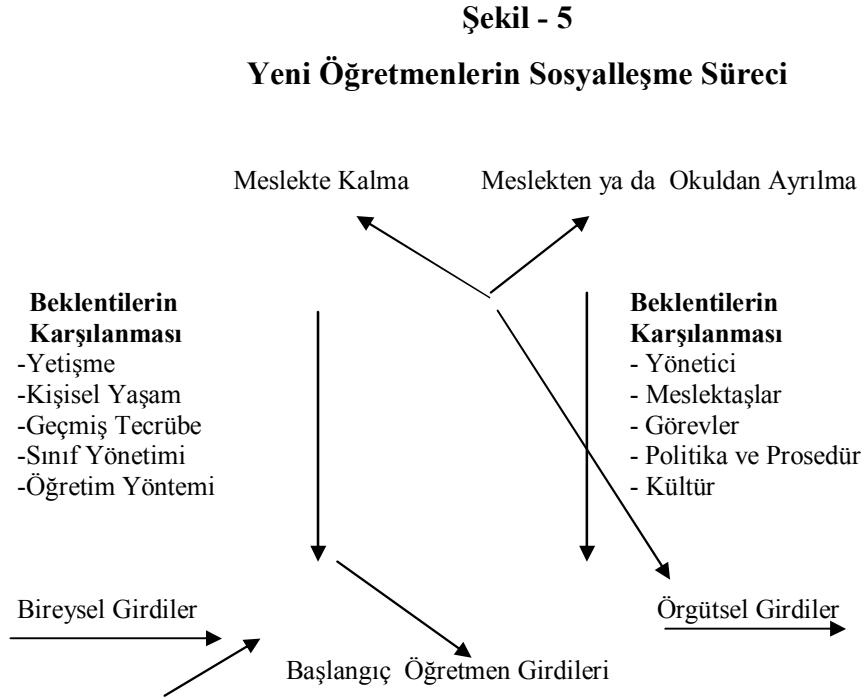 Şekil - 5
Yeni Öğretmenlerin Sosyalleşme Süreci
Meslekte Kalma
Meslekten ya da Okuldan Ayrılma
Beklentilerin
Karşılanması
-Yetişme
-Kişisel Yaşam
-Geçmiş Tecrübe
-Sınıf Yönetimi
-Öğretim Yöntemi
Beklentilerin
Karşılanması
- Yönetici
- Meslektaşlar
- Görevler
- Politika ve Prosedür
- Kültür
Bireysel Girdiler
Örgütsel Girdiler
Başlangıç Öğretmen Girdileri